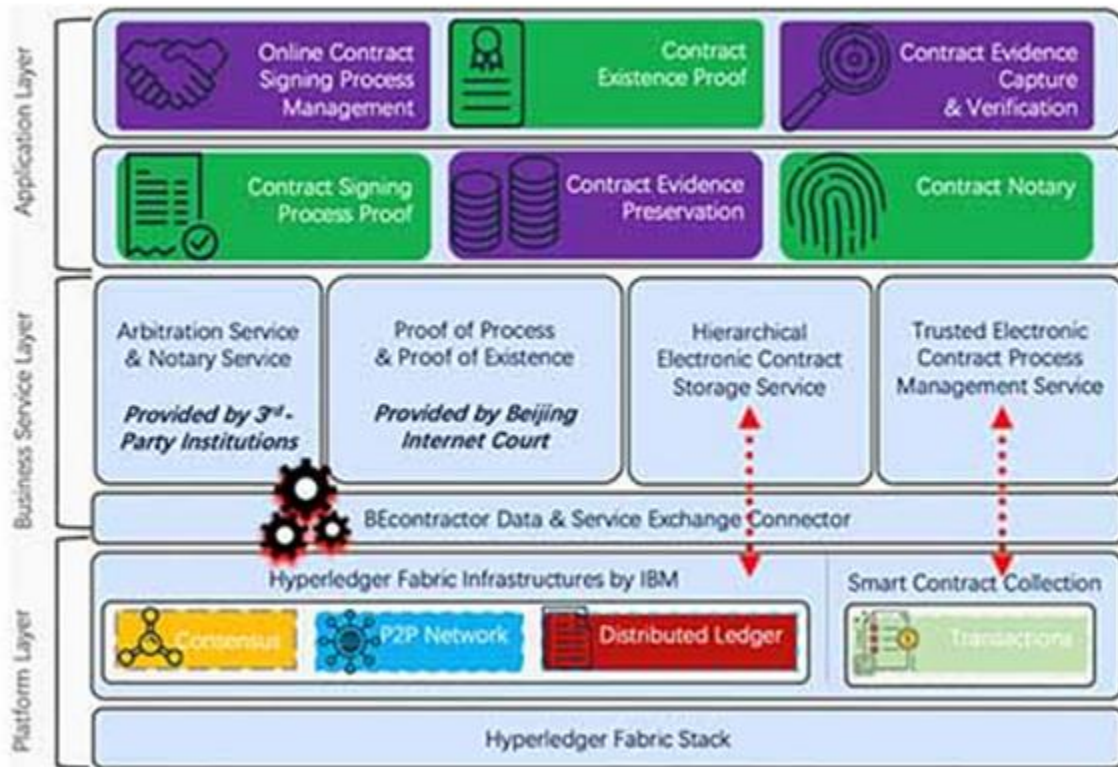 Application Layer
Online Contract
Signing Process
Management
Contract
Existence Proof
Contract Evidence
Capture
& Verification
Contract Signing
Process Proof
Contract Evidence
Preservation
Contract Notary
Business Service Layer
Arbitration Service
& Notary Service
Provided by 3rd-
Party Institutions
Proof of Process
& Proof of Existence
Provided by Beijing
Internet Court
Hierarchical
Electronic Contract
Storage Service
Trusted Electronic
Contract Process
Management Service
BEcontractor Data & Service Exchange Connector
Platform Layer
Hyperledger Fabric Infrastructures by IBM
Consensus
P2P Network
Distributed Ledger
Smart Contract Collection
Transactions
Hyperledger Fabric Stack